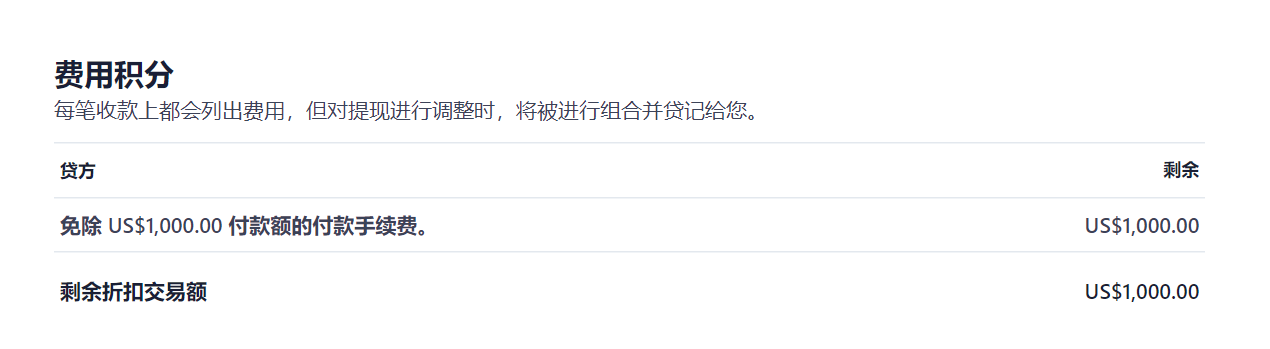 费用积分
每笔收款上都会列出费用，但对提现进行调整时，将被进行组合并贷记给您。
贷方 剩余
免除 US$1,000.00 付款额的付款手续费。 US$1,000.00
剩余折扣交易额 US$1,000.00